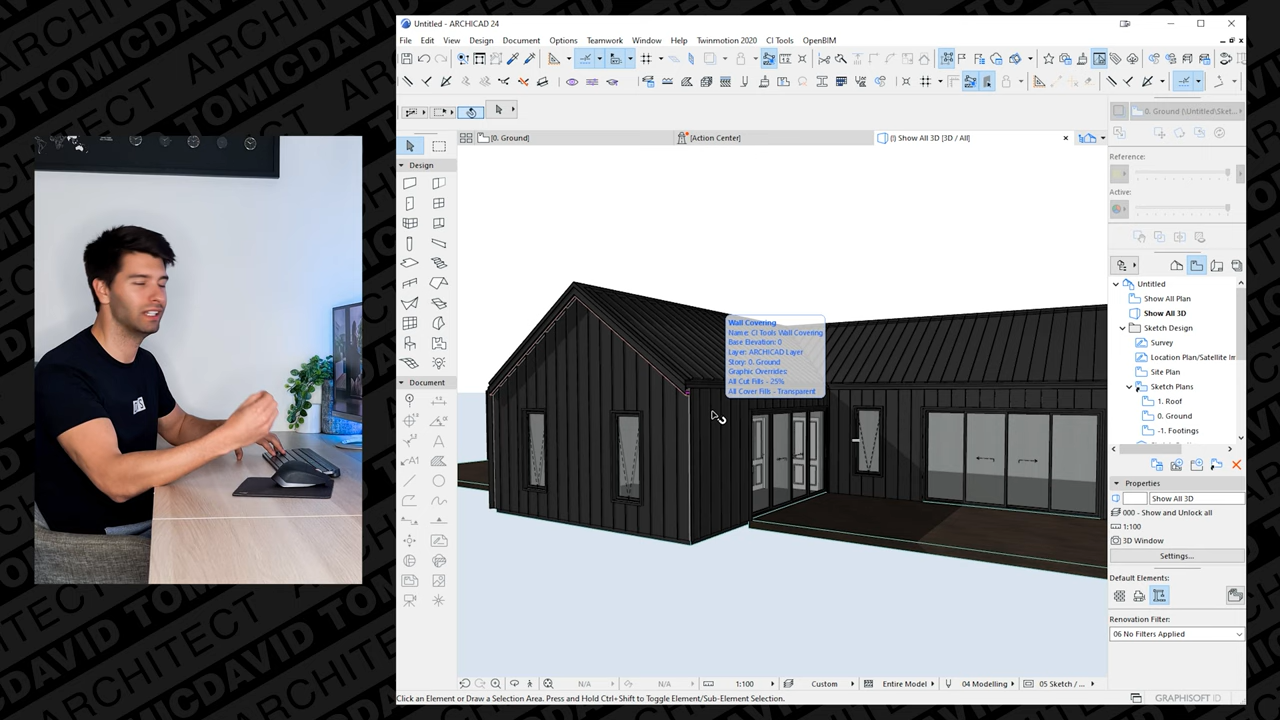 ARCHITECT
DAVID TOMIC
Untitled - ARCHICAD 24
File Edit View Design Document Options Teamwork Window Help Twinmotion 2020 CI Tools OpenBIM
0. Ground (\Untitled\Sket...
[0. Ground]
[Action Center]
(!) Show All 3D [3D / All]
Design
Document
Reference:
Active:
Untitled
Show All Plan
Show All 3D
Sketch Design
Survey
Location Plan/Satellite Im
Site Plan
Sketch Plans
1. Roof
0. Ground
-1. Footings
Wall Covering
Name: CI Tools Wall Covering
Base Elevation: 0
Layer: ARCHICAD Layer
Story: 0. Ground
Graphic Overrides:
All Cut Fills - 25%
All Cover Fills - Transparent
Properties
Show All 3D
000 - Show and Unlock all
1:100
3D Window
Settings...
Default Elements:
Renovation Filter:
06 No Filters Applied
N/A N/A 1:100 Custom Entire Model 04 Modelling 05 Sketch / ...
Click an Element or Draw a Selection Area. Press and Hold Ctrl+Shift to Toggle Element/Sub-Element Selection.
GRAPHISOFT ID